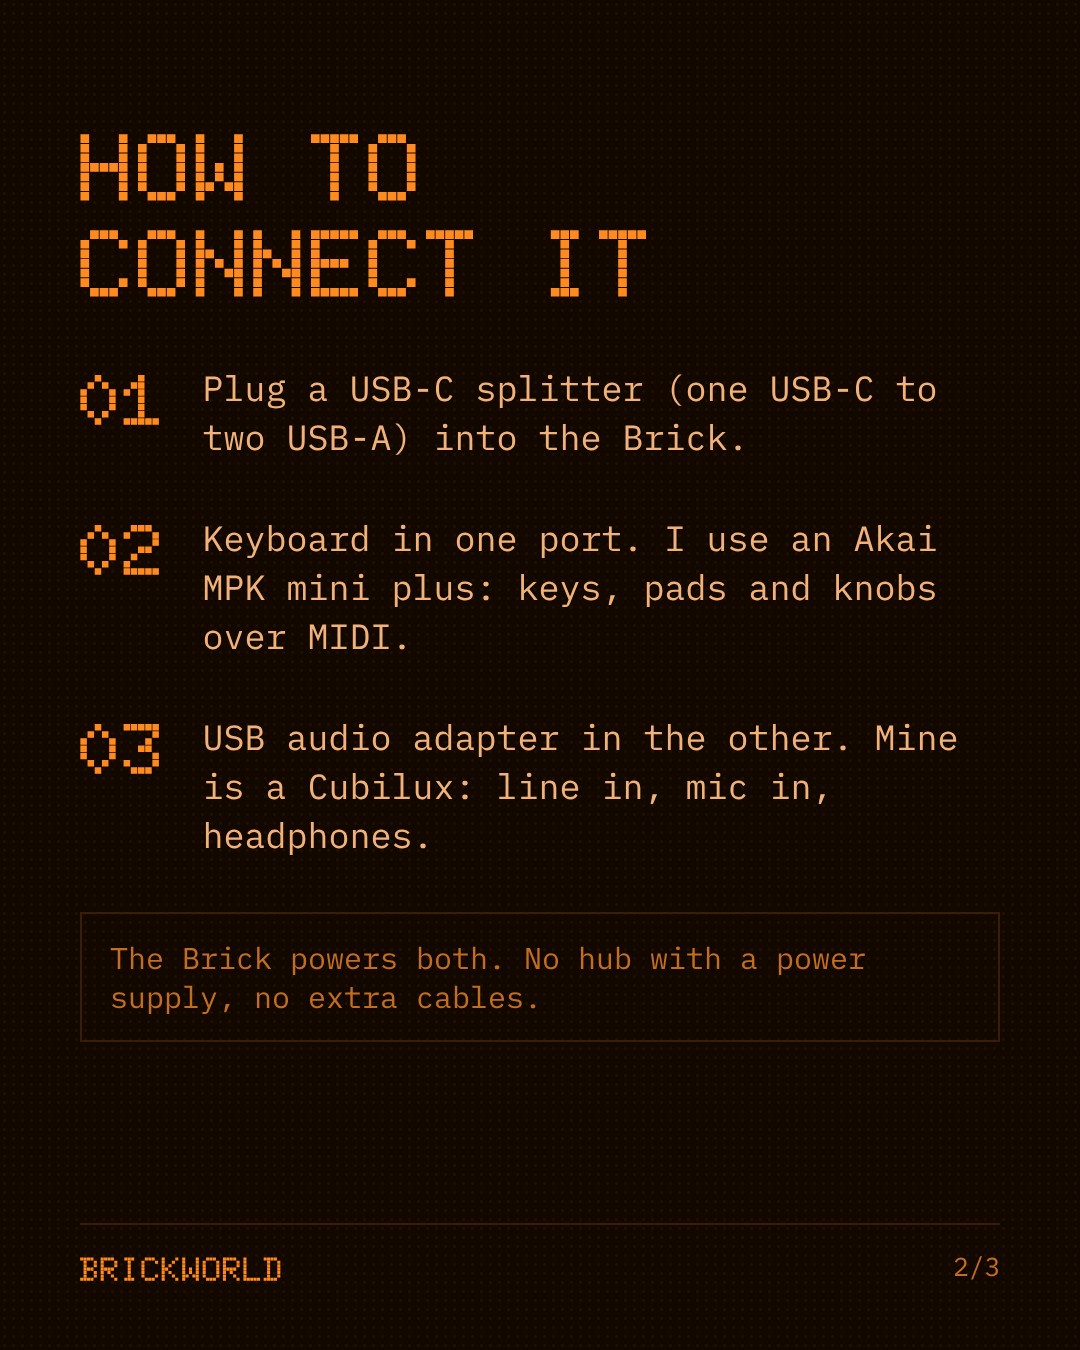 HOW TO
CONNECT IT
01 Plug a USB-C splitter (one USB-C to
two USB-A) into the Brick.
02 Keyboard in one port. I use an Akai
MPK mini plus: keys, pads and knobs
over MIDI.
03 USB audio adapter in the other. Mine
is a Cubilux: line in, mic in,
headphones.
The Brick powers both. No hub with a power
supply, no extra cables.
BRICKWORLD 2/3